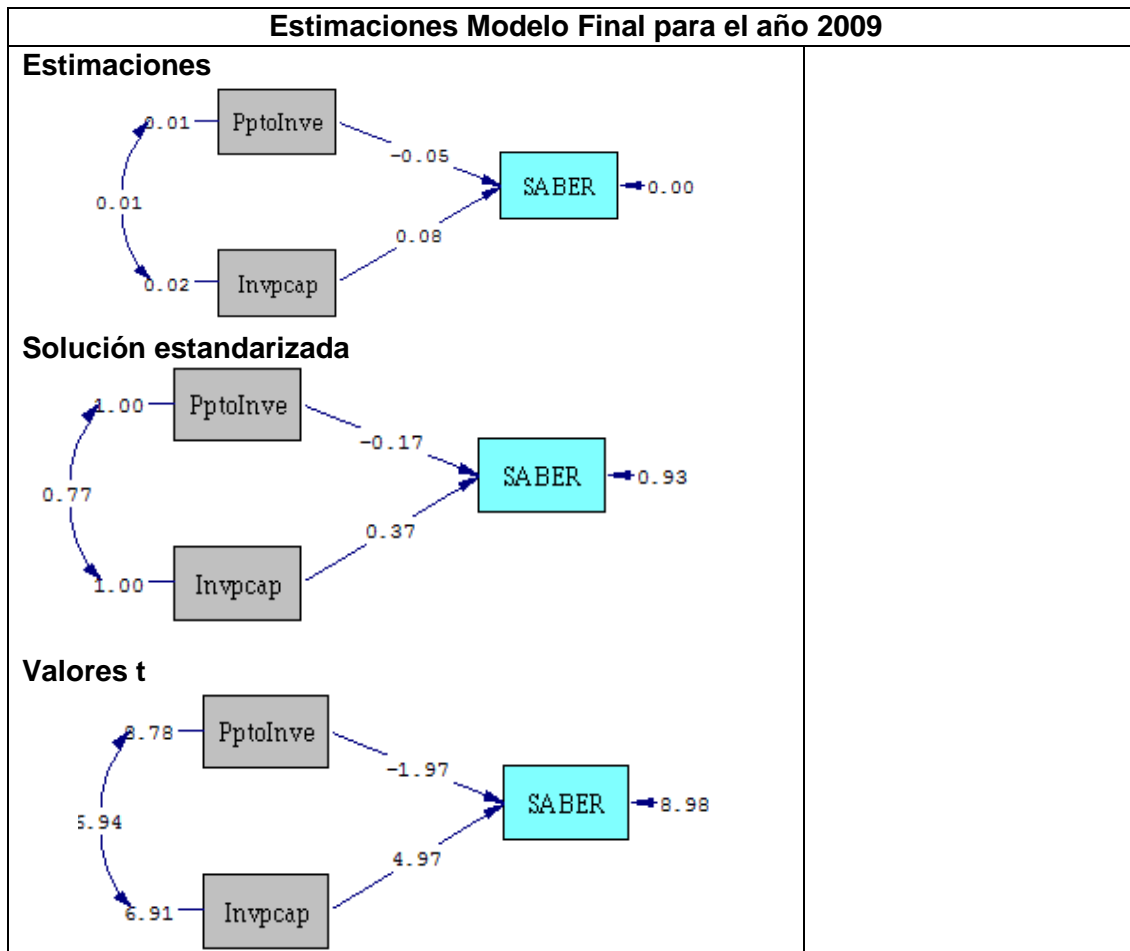 Estimaciones Modelo Final para el año 2009
Estimaciones
0.01
PptoInve
-0.05
SABER
0.00
0.01
0.08
0.02
Invpcap
Solución estandarizada
1.00
PptoInve
-0.17
SABER
0.93
0.77
0.37
1.00
Invpcap
Valores t
8.78
PptoInve
-1.97
SABER
8.98
4.97
6.91
Invpcap